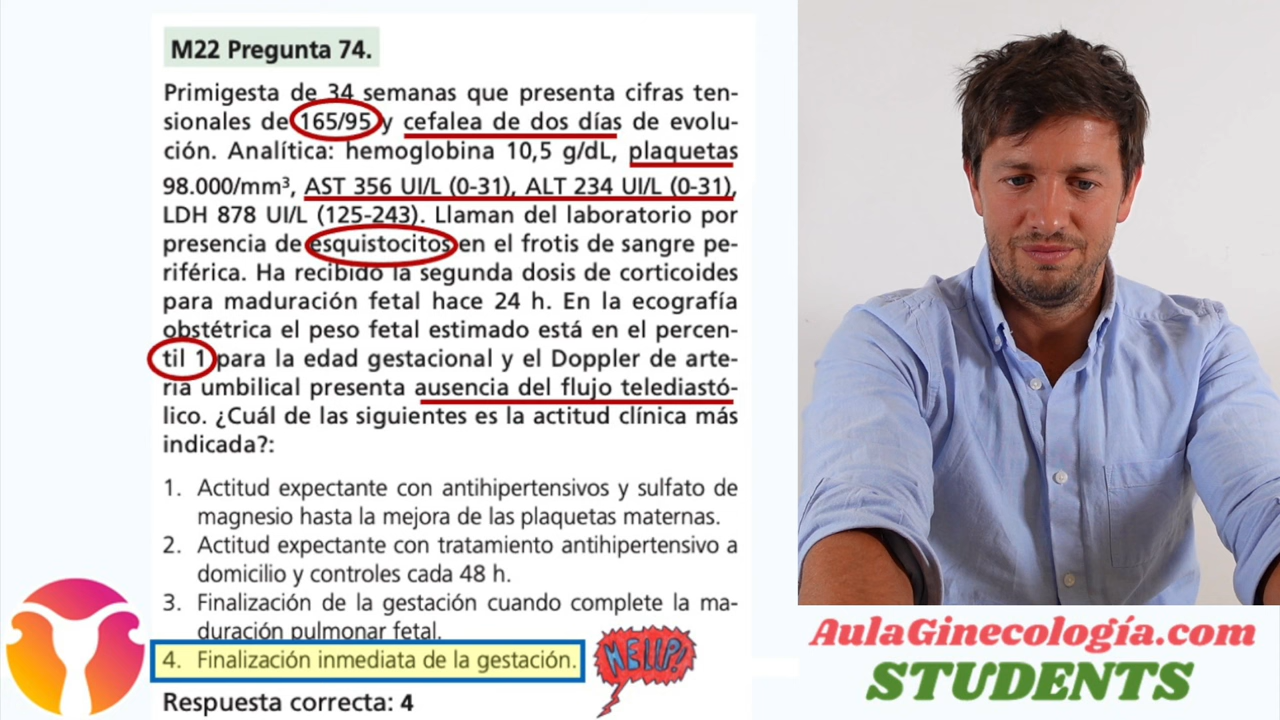 M22 Pregunta 74.
Primigesta de 34 semanas que presenta cifras ten-
sionales de 165/95 y cefalea de dos días de evolu-
ción. Analítica: hemoglobina 10,5 g/dL, plaquetas
98.000/mm³, AST 356 UI/L (0-31), ALT 234 UI/L (0-31),
LDH 878 UI/L (125-243). Llaman del laboratorio por
presencia de esquistocitos en el frotis de sangre pe-
riférica. Ha recibido la segunda dosis de corticoides
para maduración fetal hace 24 h. En la ecografía
obstétrica el peso fetal estimado está en el percen-
til 1 para la edad gestacional y el Doppler de arte-
ria umbilical presenta ausencia del flujo telediastó-
lico. ¿Cuál de las siguientes es la actitud clínica más
indicada?:
1. Actitud expectante con antihipertensivos y sulfato de
magnesio hasta la mejora de las plaquetas maternas.
2. Actitud expectante con tratamiento antihipertensivo a
domicilio y controles cada 48 h.
3. Finalización de la gestación cuando complete la ma-
duración pulmonar fetal.
4. Finalización inmediata de la gestación.
HELLP!
Respuesta correcta: 4
AulaGinecología.com
STUDENTS